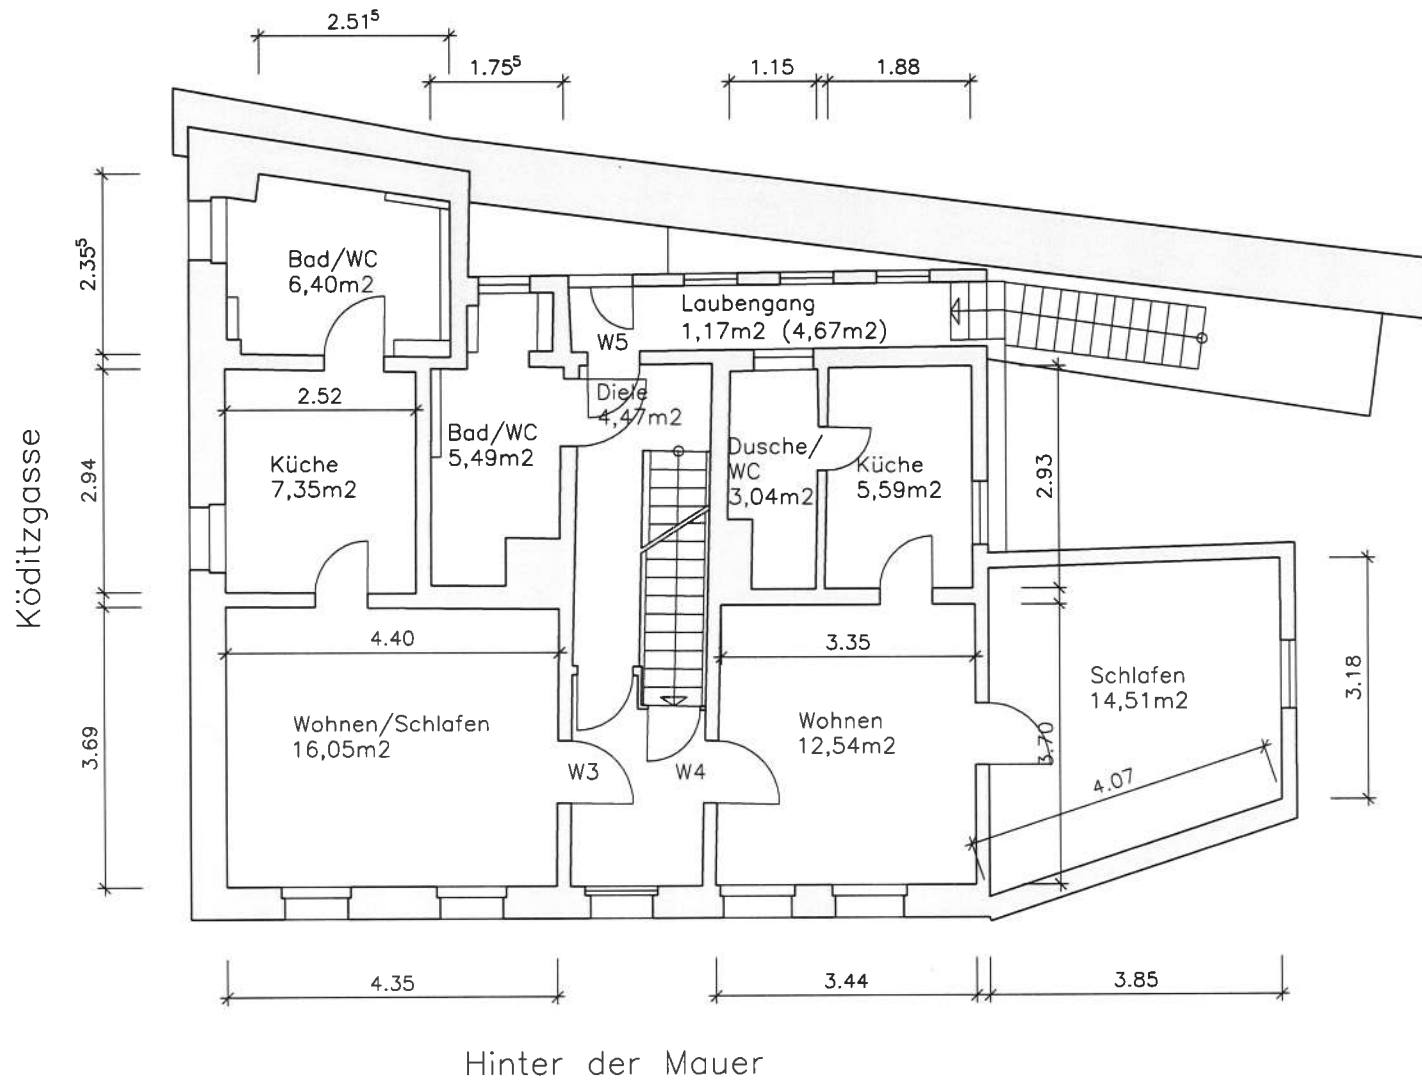 2.51⁵
1.75⁵
1.15
1.88
2.35⁵
Bad/WC
6,40m2
Laubengang
1,17m2 (4,67m2)
W5
2.52
Diele
4,47m2
Bad/WC
5,49m2
Dusche/
WC
3,04m2
Küche
5,59m2
Küche
7,35m2
2.94
2.93
Ködiitzgasse
4.40
3.35
Schlafen
14,51m2
3.18
Wohnen/Schlafen
16,05m2
Wohnen
12,54m2
3.69
3.70
W3
W4
4.07
4.35
3.44
3.85
Hinter der Mauer